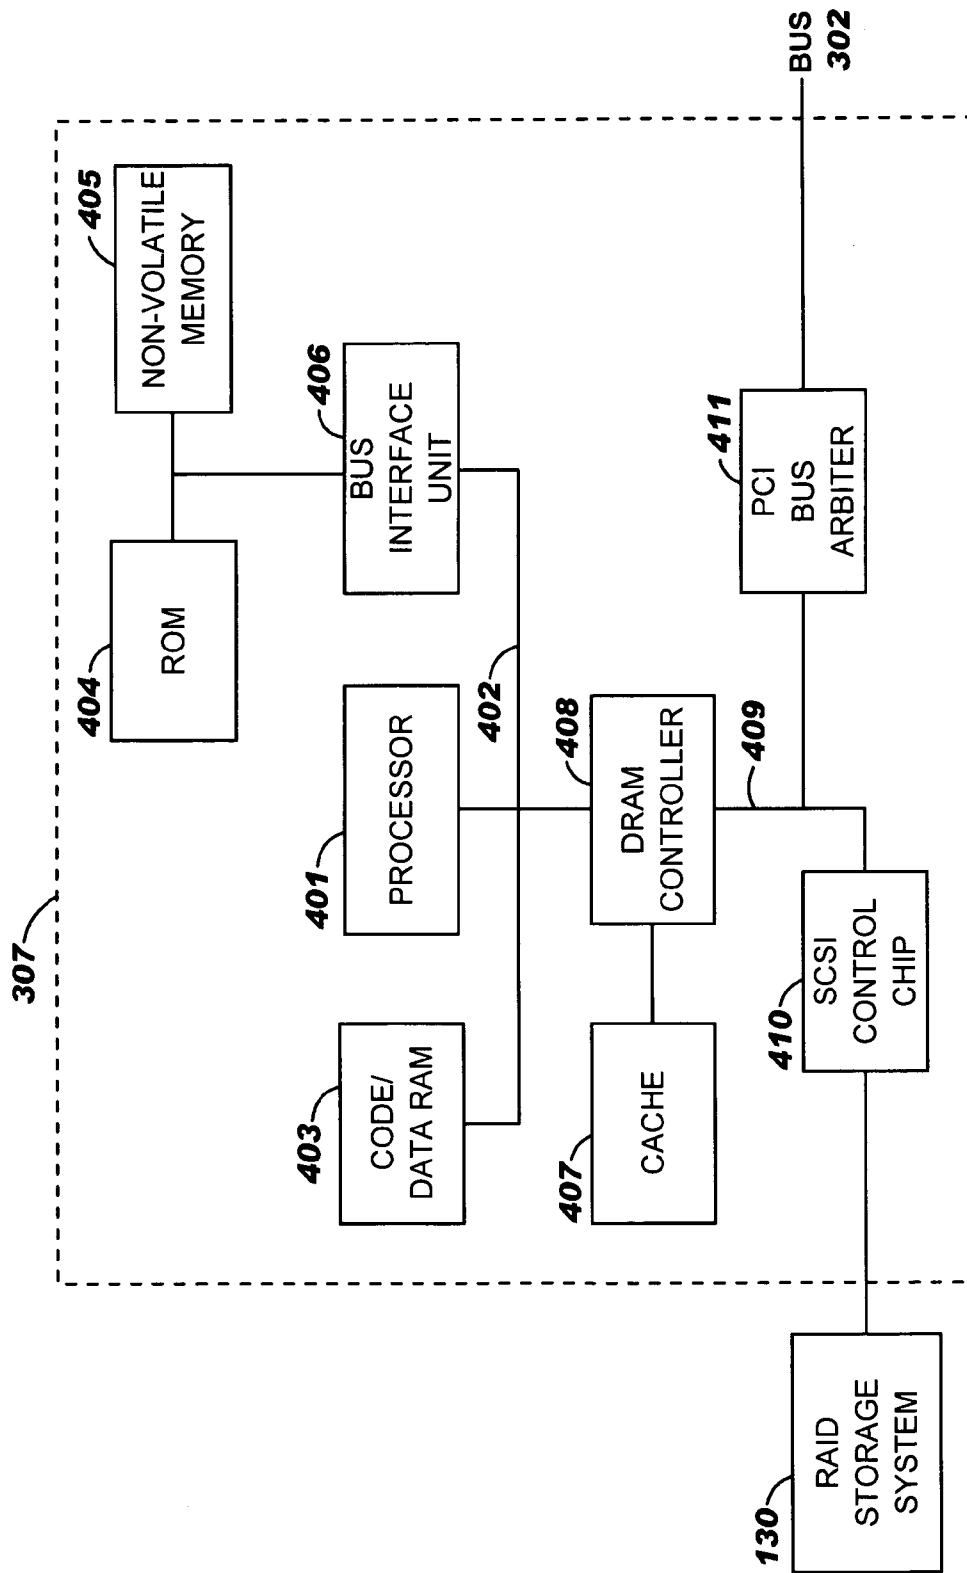 307
404
ROM
405
NON-VOLATILE
MEMORY
403
CODE/
DATA RAM
401
PROCESSOR
406
BUS
INTERFACE
UNIT
402
407
CACHE
408
DRAM
CONTROLLER
409
130
RAID
STORAGE
SYSTEM
410
SCSI
CONTROL
CHIP
411
PCI
BUS
ARBITER
BUS
302